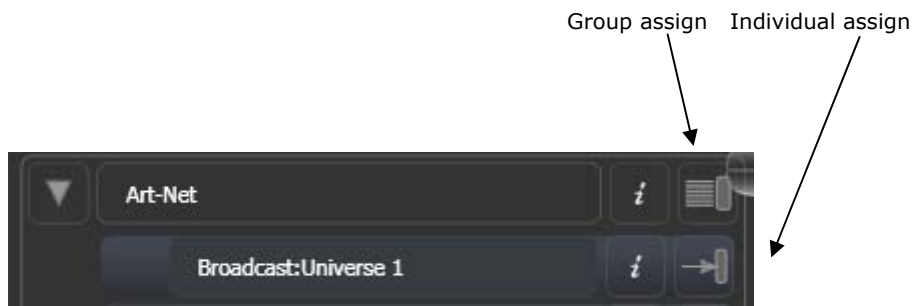 Group assign Individual assign
Art-Net i
Broadcast:Universe 1 i